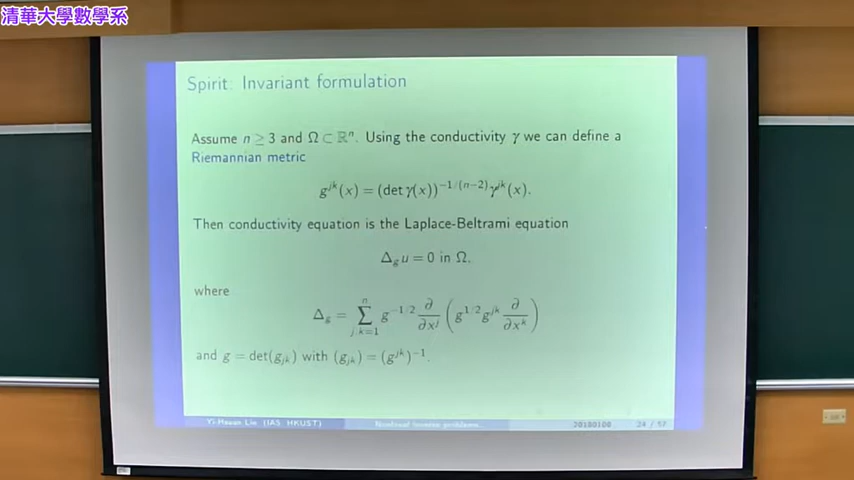 清華大學數學系
Spirit: Invariant formulation
Assume n ≥ 3 and Ω ⊂ ℝⁿ. Using the conductivity γ we can define a
Riemannian metric
g^{jk}(x) = (det γ(x))^{-1/(n-2)} γ^{jk}(x).
Then conductivity equation is the Laplace-Beltrami equation
Δ_g u = 0 in Ω.
where
Δ_g = ∑_{j,k=1}^{n} g^{-1/2} ∂/∂x^j ( g^{1/2} g^{jk} ∂/∂x^k )
and g = det(g_{jk}) with (g_{jk}) = (g^{jk})^{-1}.
Yi-Hsuan Lin (IAS HKUST) Nonlocal inverse problems 20180108 24 / 57